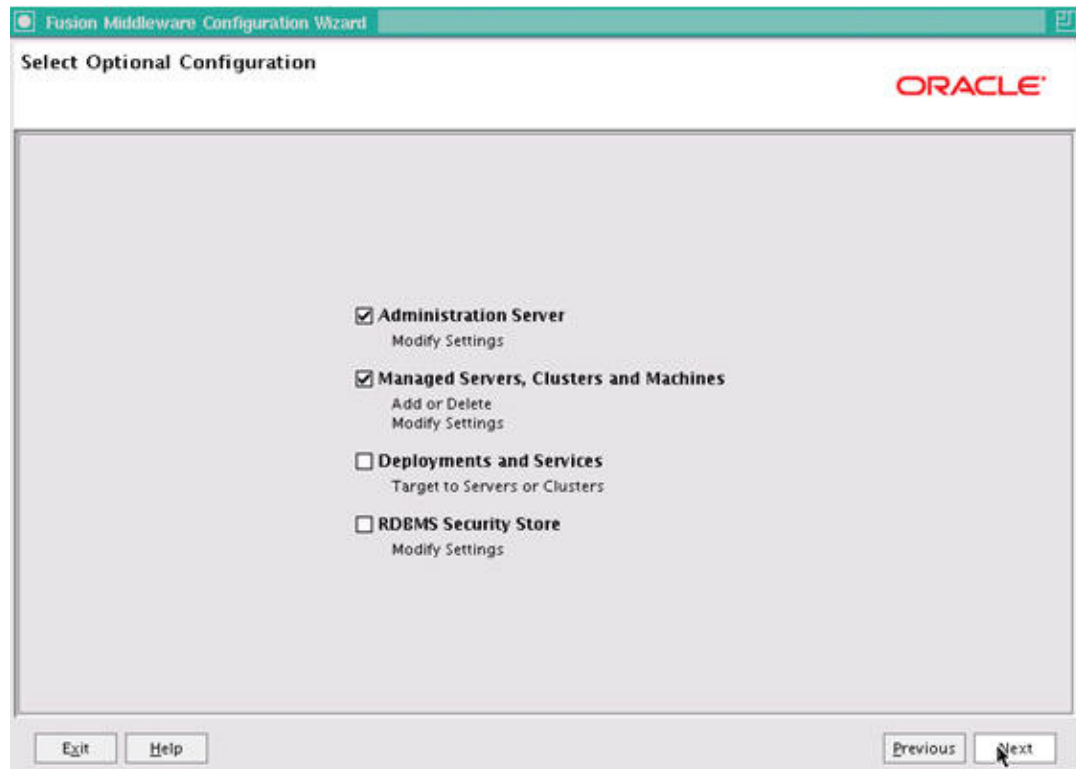 Fusion Middleware Configuration Wizard
Select Optional Configuration
ORACLE
Administration Server
Modify Settings
Managed Servers, Clusters and Machines
Add or Delete
Modify Settings
Deployments and Services
Target to Servers or Clusters
RDBMS Security Store
Modify Settings
Exit
Help
Previous
Next